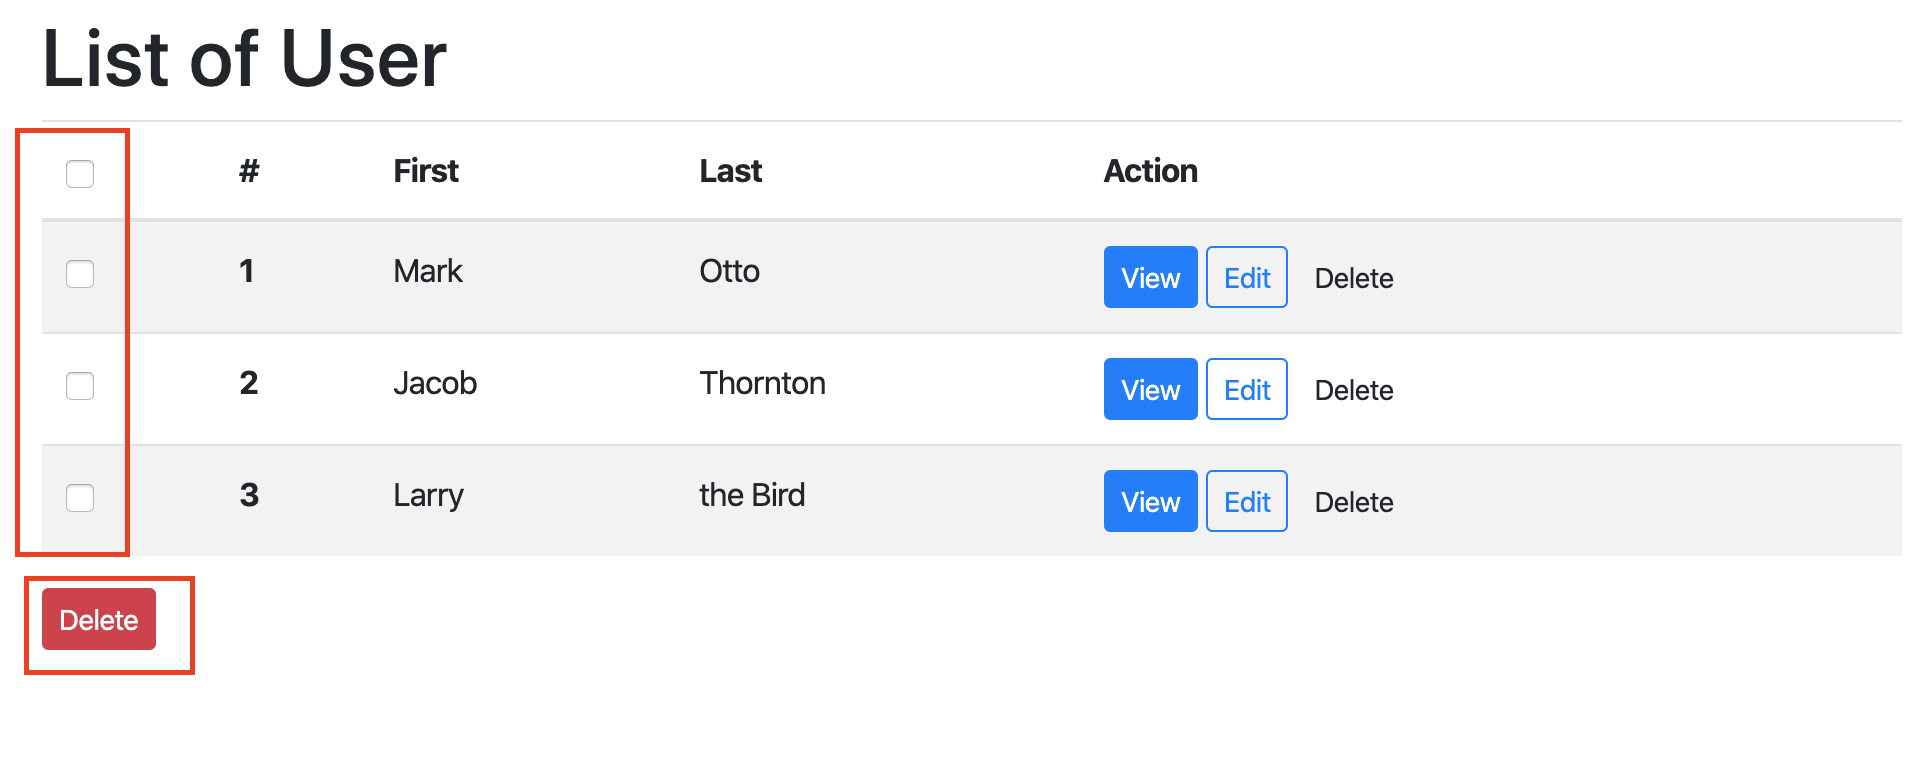 List of User
# First Last Action
1 Mark Otto View Edit Delete
2 Jacob Thornton View Edit Delete
3 Larry the Bird View Edit Delete
Delete